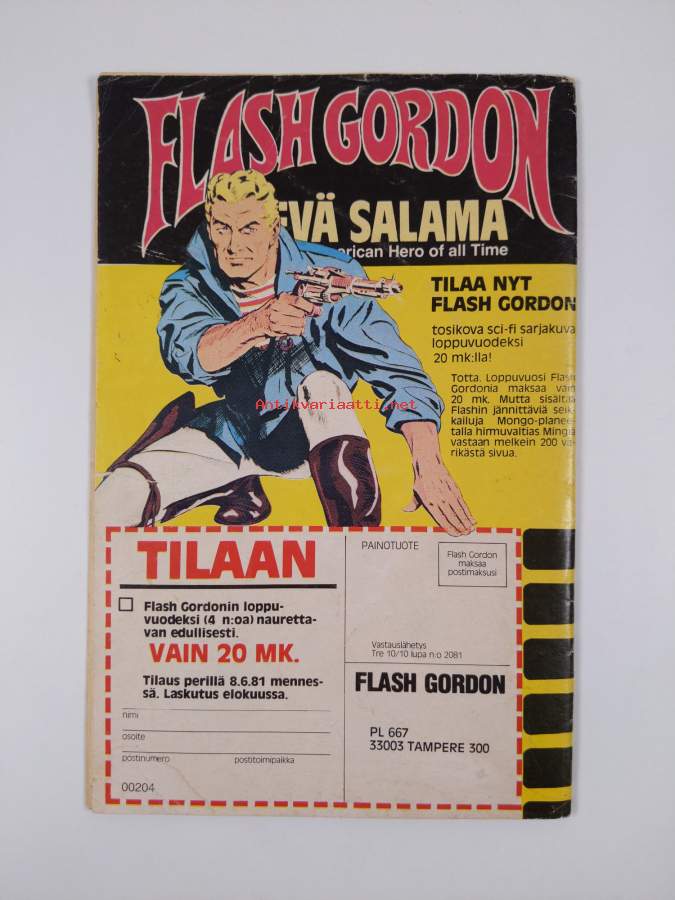 FLASH GORDON
EVÄ SALAMA
erican Hero of all Time
TILAA NYT
FLASH GORDON
tosikova sci-fi sarjakuva
loppuvuodeksi
20 mk:lla!
Totta. Loppuvuosi Flash
Gordonia maksaa vain
20 mk. Mutta sisältää
Flashin jännittäviä seik-
kailuja Mongo-planee-
talla hirmuvaltias Mingiä
vastaan melkein 200 vä-
rikästä sivua.
Antikvariaatti.net
TILAAN
Flash Gordonin loppu-
vuodeksi (4 n:oa) nauretta-
van edullisesti.
VAIN 20 MK.
Tilaus perillä 8.6.81 mennes-
sä. Laskutus elokuussa.
nimi
osoite
postinumero postitoimipaikka
00204
PAINOTUOTE
Flash Gordon
maksaa
postimaksusi
Vastauslähetys
Tre 10/10 lupa n:o 2081
FLASH GORDON
PL 667
33003 TAMPERE 300